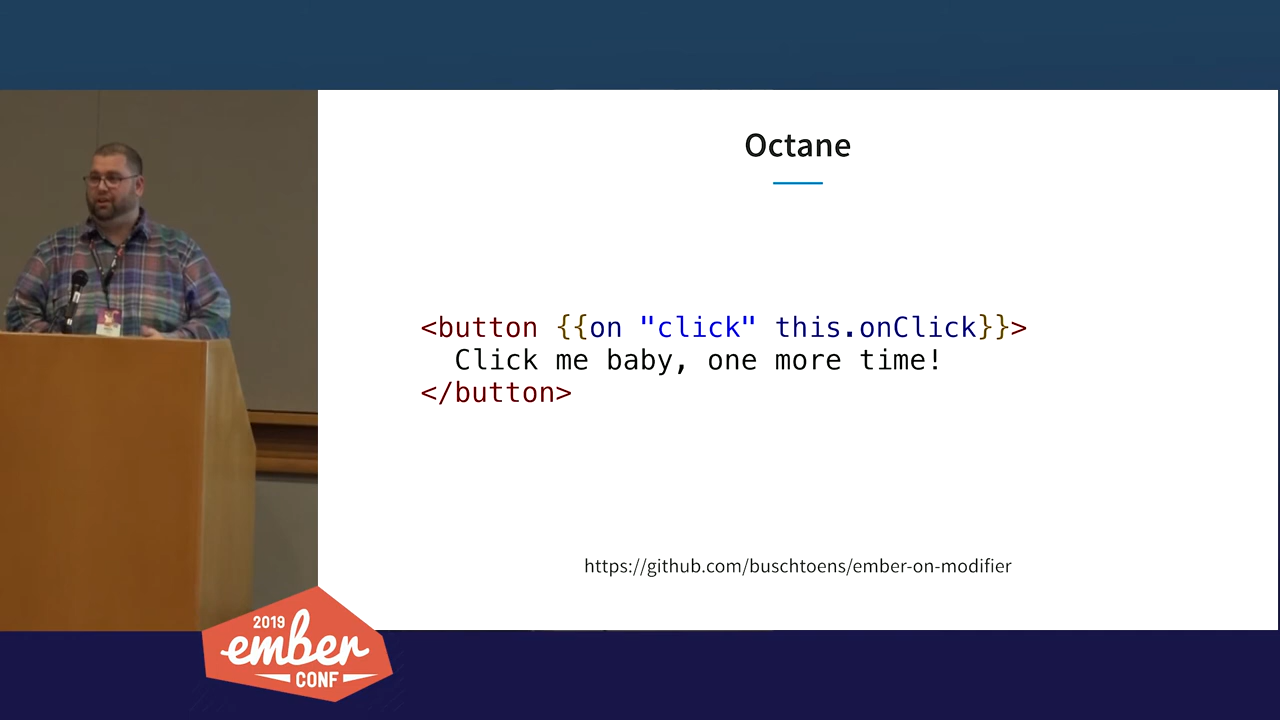 Octane
<button {{on "click" this.onClick}}>
Click me baby, one more time!
</button>
https://github.com/buschtoens/ember-on-modifier
2019
ember
CONF